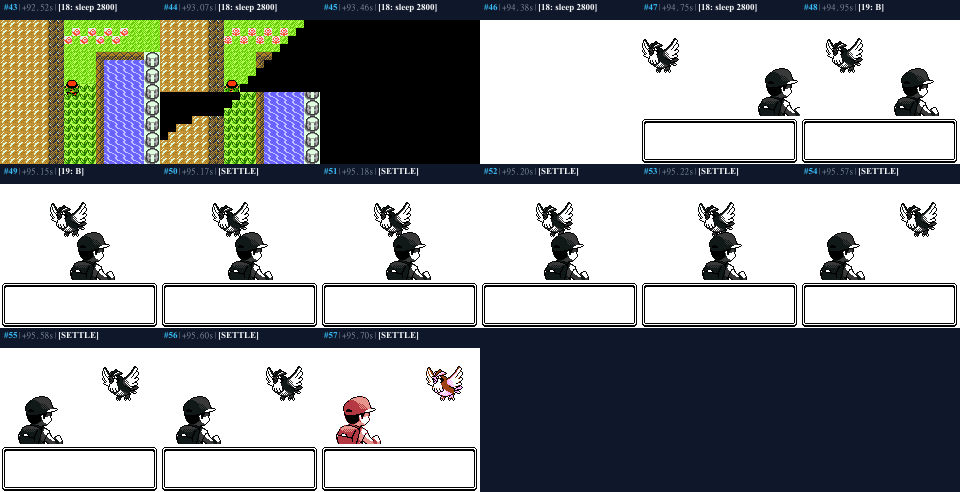 #43|+92.52s|[18: sleep 2800]
#44|+93.07s|[18: sleep 2800]
#45|+93.46s|[18: sleep 2800]
#46|+94.38s|[18: sleep 2800]
#47|+94.75s|[18: sleep 2800]
#48|+94.95s|[19: B]
#49|+95.15s|[19: B]
#50|+95.17s|[SETTLE]
#51|+95.18s|[SETTLE]
#52|+95.20s|[SETTLE]
#53|+95.22s|[SETTLE]
#54|+95.57s|[SETTLE]
#55|+95.58s|[SETTLE]
#56|+95.60s|[SETTLE]
#57|+95.70s|[SETTLE]